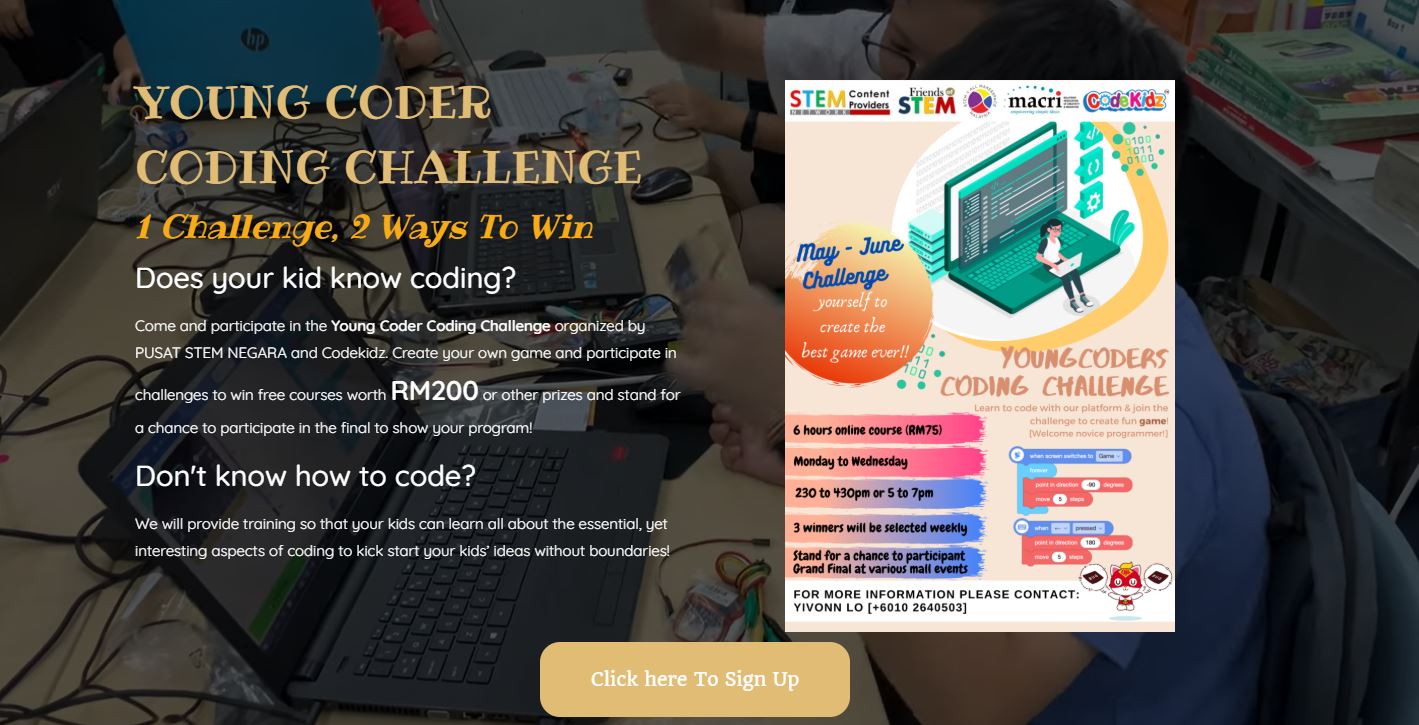 hp
YOUNG CODER
CODING CHALLENGE
1 Challenge, 2 Ways To Win
Does your kid know coding?
Come and participate in the Young Coder Coding Challenge organized by
PUSAT STEM NEGARA and Codekidz. Create your own game and participate in
challenges to win free courses worth RM200 or other prizes and stand for
a chance to participate in the final to show your program!
Don't know how to code?
We will provide training so that your kids can learn all about the essential, yet
interesting aspects of coding to kick start your kids' ideas without boundaries!
STEM Content
Providers
NETWORK
Friends of
STEM
macri
CodeKidz
May - June
Challenge
yourself to
create the
best game ever!!
YOUNGCODERS
CODING CHALLENGE
Learn to code with our platform & join the
challenge to create fun game!
[Welcome novice programmer!]
6 hours online course (RM75)
Monday to Wednesday
230 to 430pm or 5 to 7pm
3 winners will be selected weekly
Stand for a chance to participant
Grand Final at various mall events
when screen switches to Game
forever
point in direction -90 degrees
move 5 steps
when ← pressed
point in direction 180 degrees
move 5 steps
FOR MORE INFORMATION PLEASE CONTACT:
YIVONN LO [+6010 2640503]
Click here To Sign Up